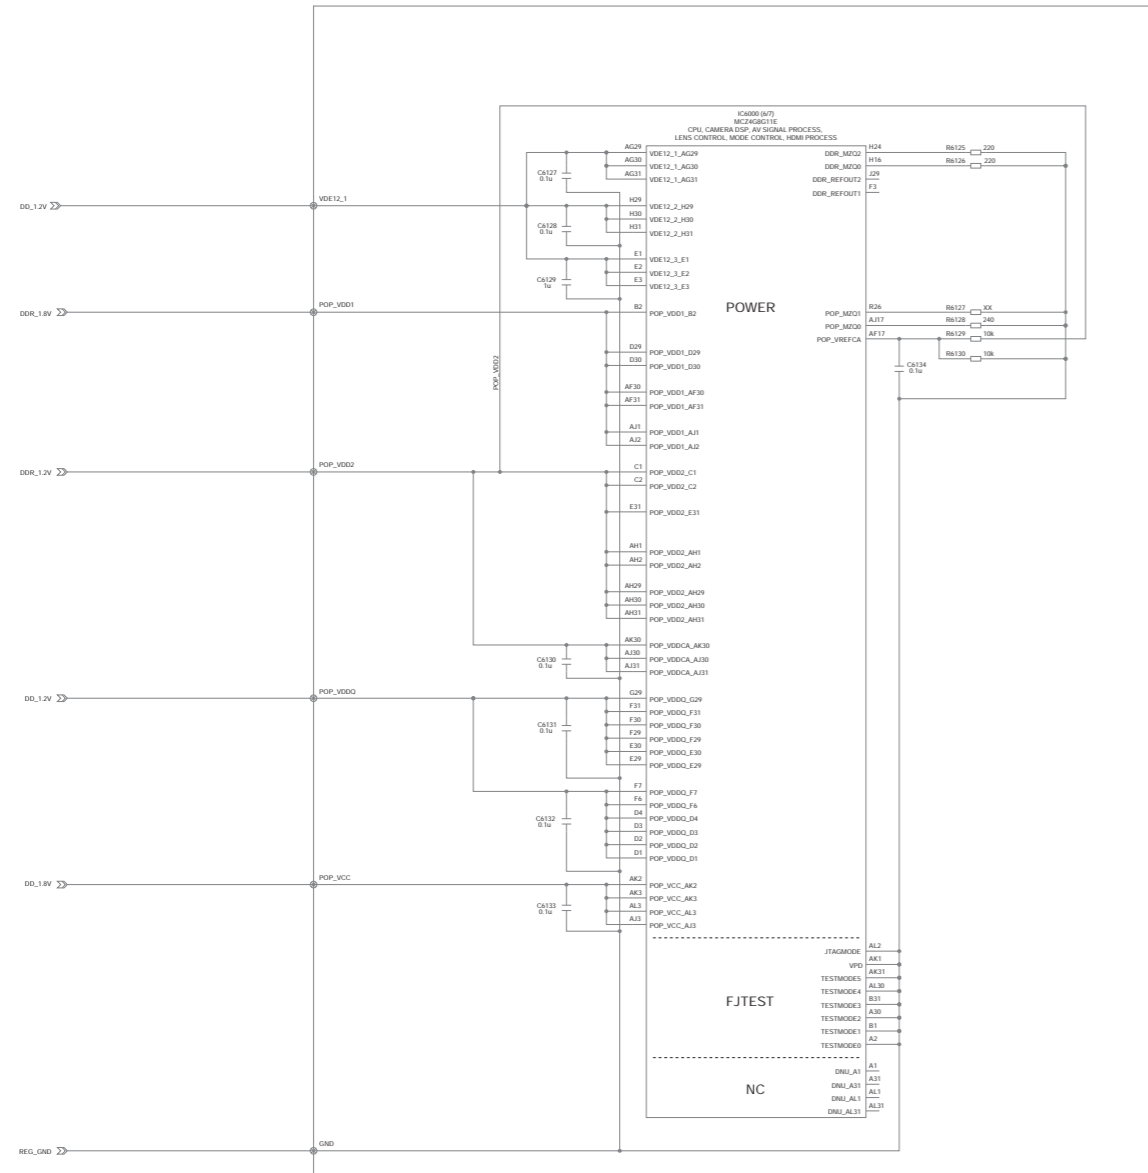 IC6000 (6/7)
MCZ4G8G11E
CPU, CAMERA DSP, AV SIGNAL PROCESS,
LENS CONTROL, MODE CONTROL, HDMI PROCESS
AG29 VDE12_1_AG29
AG30 VDE12_1_AG30
AG31 VDE12_1_AG31
C6127
0.1u
DD_1.2V VDE12_1
H29 VDE12_2_H29
H30 VDE12_2_H30
H31 VDE12_2_H31
C6128
0.1u
E1 VDE12_3_E1
E2 VDE12_3_E2
E3 VDE12_3_E3
C6129
1u
DDR_1.8V POP_VDD1
B2 POP_VDD1_B2
D29 POP_VDD1_D29
D30 POP_VDD1_D30
AF30 POP_VDD1_AF30
AF31 POP_VDD1_AF31
AJ1 POP_VDD1_AJ1
AJ2 POP_VDD1_AJ2
POP_VDD2
DDR_1.2V POP_VDD2
C1 POP_VDD2_C1
C2 POP_VDD2_C2
E31 POP_VDD2_E31
AH1 POP_VDD2_AH1
AH2 POP_VDD2_AH2
AH29 POP_VDD2_AH29
AH30 POP_VDD2_AH30
AH31 POP_VDD2_AH31
AK30 POP_VDDCA_AK30
AJ30 POP_VDDCA_AJ30
AJ31 POP_VDDCA_AJ31
C6130
0.1u
DD_1.2V POP_VDDQ
G29 POP_VDDQ_G29
F31 POP_VDDQ_F31
F30 POP_VDDQ_F30
F29 POP_VDDQ_F29
E30 POP_VDDQ_E30
E29 POP_VDDQ_E29
C6131
0.1u
F7 POP_VDDQ_F7
F6 POP_VDDQ_F6
D4 POP_VDDQ_D4
D3 POP_VDDQ_D3
D2 POP_VDDQ_D2
D1 POP_VDDQ_D1
C6132
0.1u
DD_1.8V POP_VCC
AK2 POP_VCC_AK2
AK3 POP_VCC_AK3
AL3 POP_VCC_AL3
AJ3 POP_VCC_AJ3
C6133
0.1u
REG_GND GND
POWER
DDR_MZQ2 H24 R6125 220
DDR_MZQ0 H16 R6126 220
DDR_REFOUT2 J29
DDR_REFOUT1 F3
POP_MZQ1 R26 R6127 XX
POP_MZQ0 AJ17 R6128 240
POP_VREFCA AF17 R6129 10k
R6130 10k
C6134
0.1u
FJTEST
JTAGMODE AL2
VPD AK1
TESTMODE5 AK31
TESTMODE4 AL30
TESTMODE3 B31
TESTMODE2 A30
TESTMODE1 B1
TESTMODE0 A2
NC
DNU_A1 A1
DNU_A31 A31
DNU_AL1 AL1
DNU_AL31 AL31